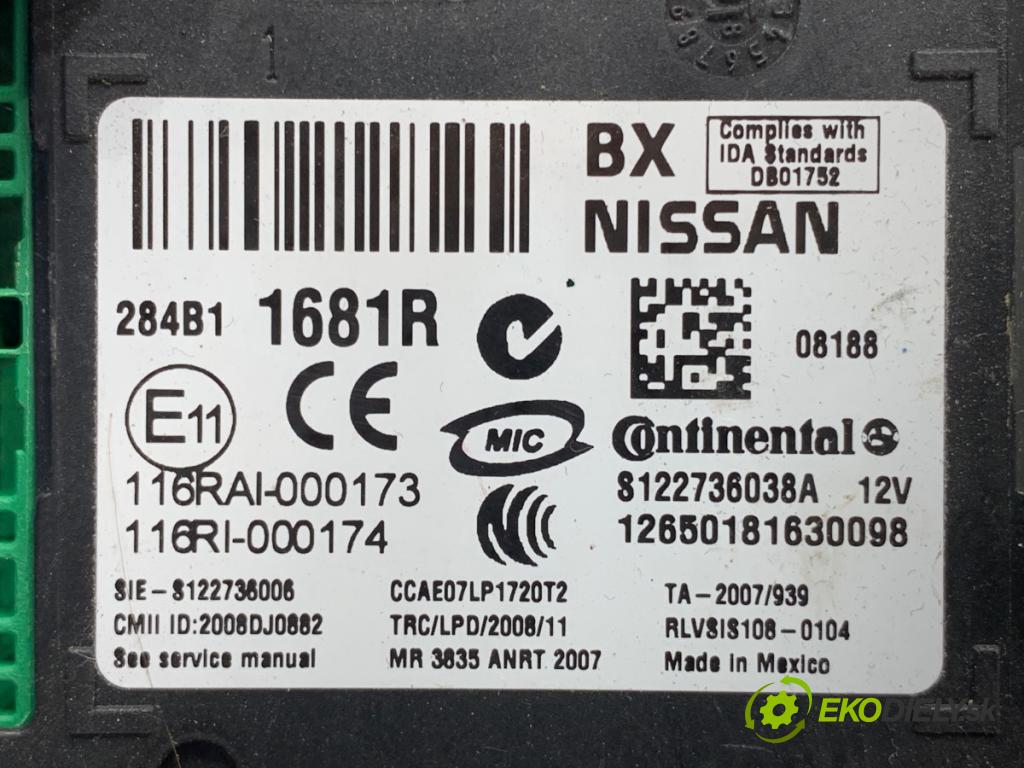 1
BX
Complies with
IDA Standards
DB01752
NISSAN
284B1 1681R
08188
E11
CE
MIC
Continental
116RAI-000173
S122736038A 12V
116RI-000174
12650181630098
SIE-S122736006
CCAE07LP1720T2
TA-2007/939
CMII ID:2008DJ0882
TRC/LPD/2008/11
RLVSIS108-0104
See service manual
MR 3835 ANRT 2007
Made in Mexico
EKODIELY.sk